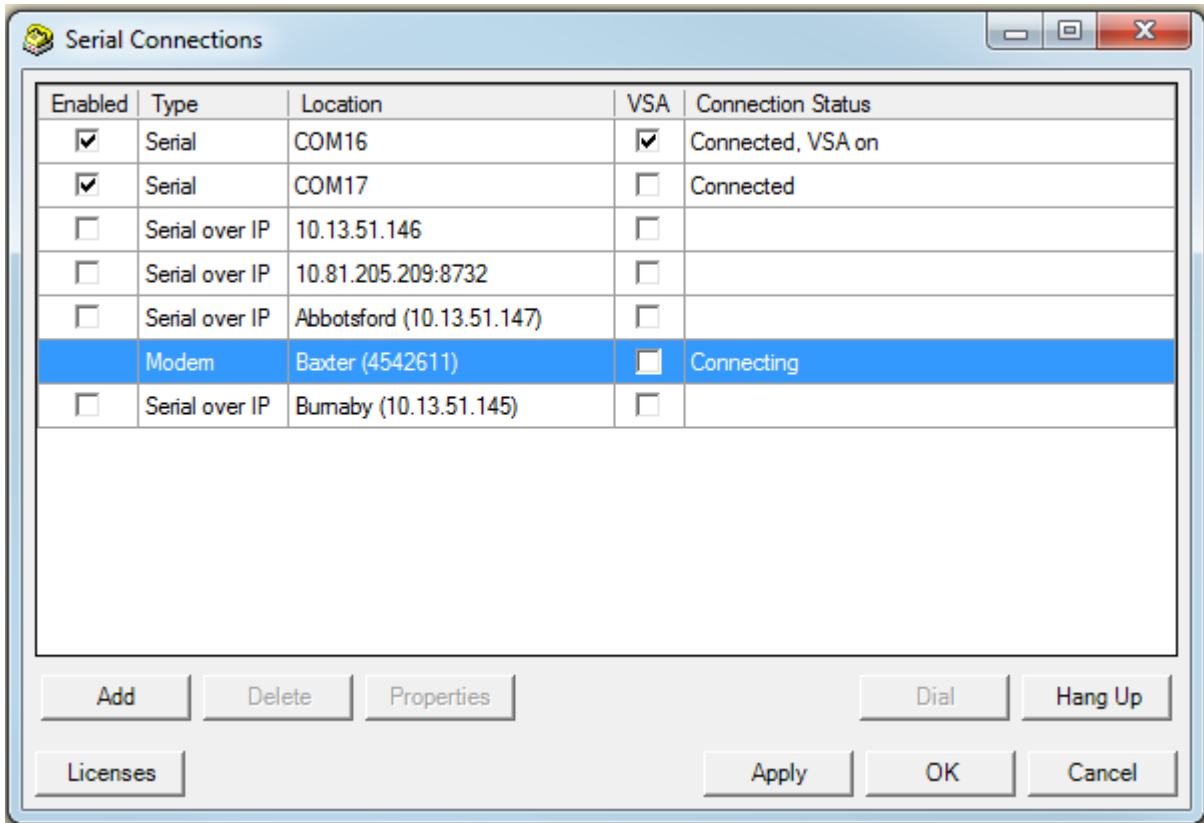 Serial Connections
Enabled Type Location VSA Connection Status
Serial COM16 Connected, VSA on
Serial COM17 Connected
Serial over IP 10.13.51.146
Serial over IP 10.81.205.209:8732
Serial over IP Abbotsford (10.13.51.147)
Modem Baxter (4542611) Connecting
Serial over IP Burnaby (10.13.51.145)
Add Delete Properties Dial Hang Up
Licenses Apply OK Cancel